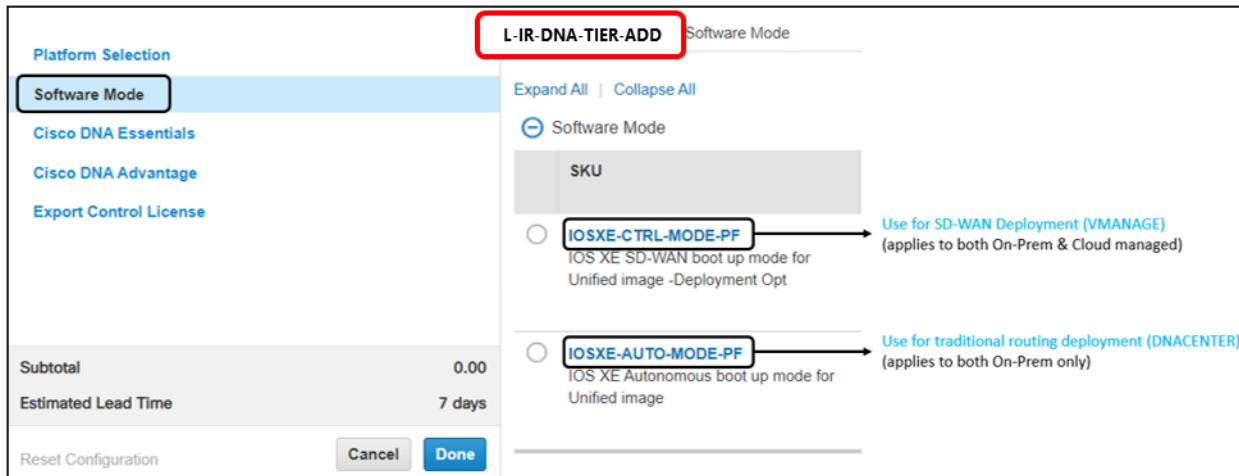 L-IR-DNA-TIER-ADD Software Mode
Platform Selection
Software Mode
Cisco DNA Essentials
Cisco DNA Advantage
Export Control License
Subtotal 0.00
Estimated Lead Time 7 days
Reset Configuration Cancel Done
Expand All | Collapse All
Software Mode
SKU
IOSXE-CTRL-MODE-PF
IOS XE SD-WAN boot up mode for
Unified image -Deployment Opt
Use for SD-WAN Deployment (VMANAGE)
(applies to both On-Prem & Cloud managed)
IOSXE-AUTO-MODE-PF
IOS XE Autonomous boot up mode for
Unified image
Use for traditional routing deployment (DNACENTER)
(applies to both On-Prem only)